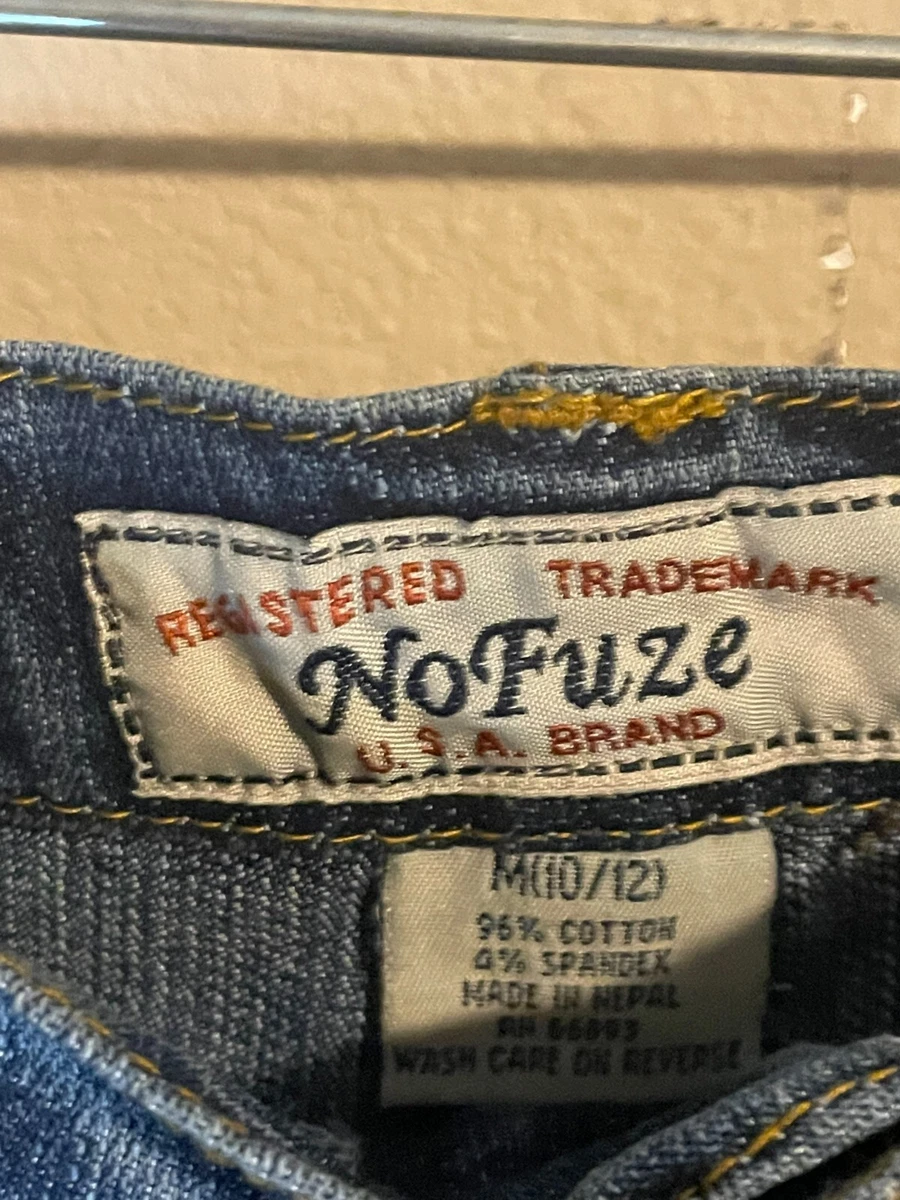 REGISTERED TRADEMARK
NoFuze
U.S.A. BRAND
M(10/12)
96% COTTON
4% SPANDEX
MADE IN NEPAL
WASH CARE ON REVERSE